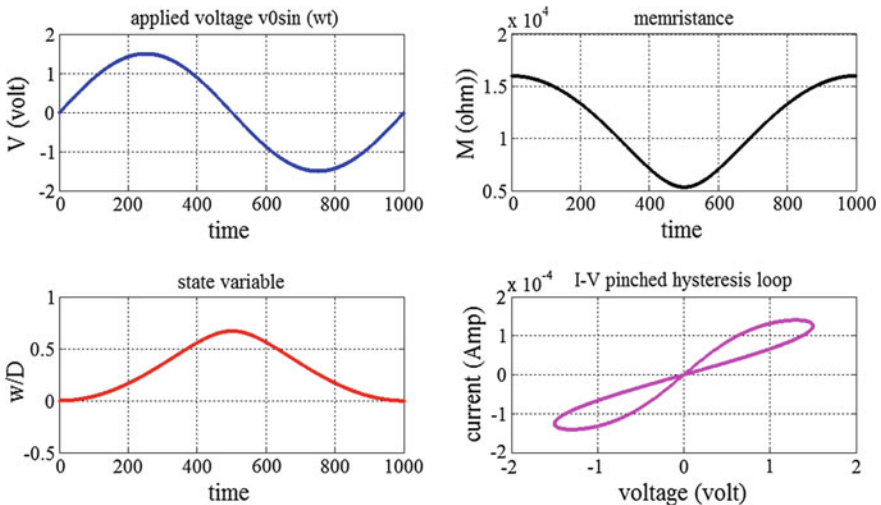 applied voltage v0sin (wt)
2
1
0
-1
-2
V (volt)
0 200 400 600 800 1000
time
memristance
x 10^4
2
1.5
1
0.5
M (ohm))
0 200 400 600 800 1000
time
state variable
1
0.5
0
-0.5
w/D
0 200 400 600 800 1000
time
I-V pinched hysteresis loop
x 10^-4
2
1
0
-1
-2
current (Amp)
-2 -1 0 1 2
voltage (volt)